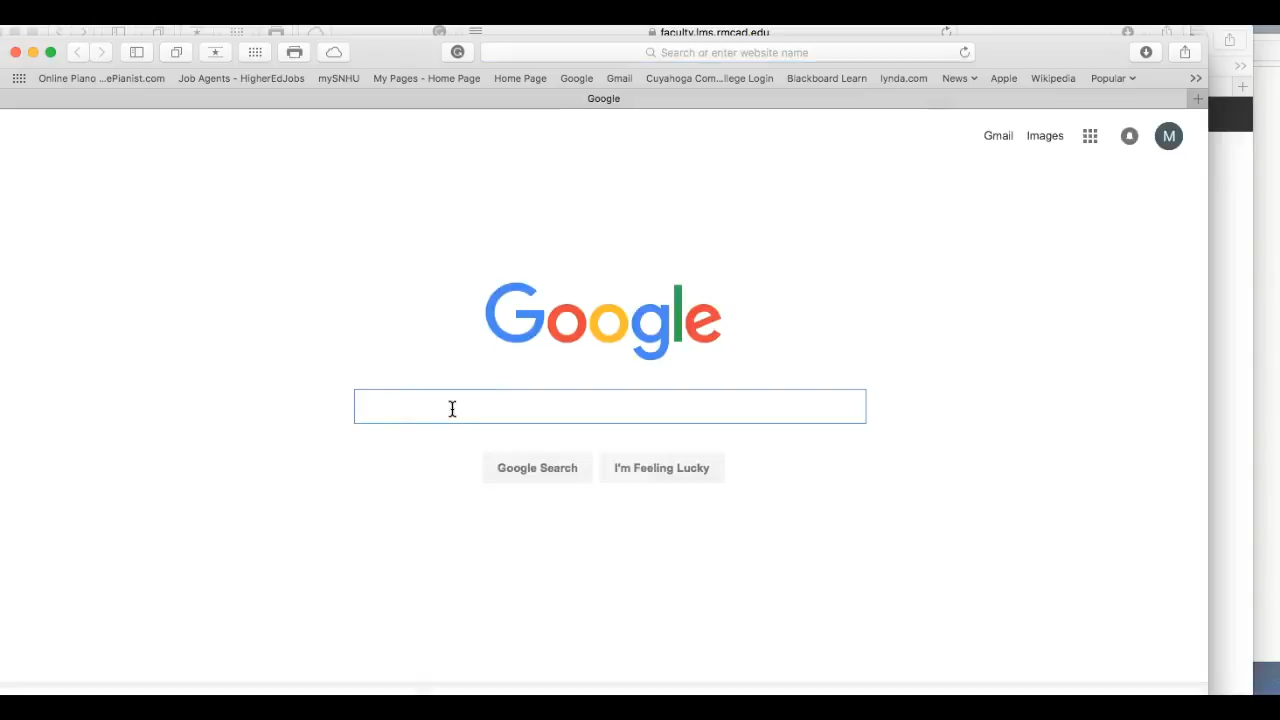 faculty.lms.rmcad.edu
Search or enter website name
Online Piano ...ePianist.com Job Agents - HigherEdJobs mySNHU My Pages - Home Page Home Page Google Gmail Cuyahoga Com...llege Login Blackboard Learn lynda.com News Apple Wikipedia Popular
Google
Gmail Images M
Google
Google Search I'm Feeling Lucky